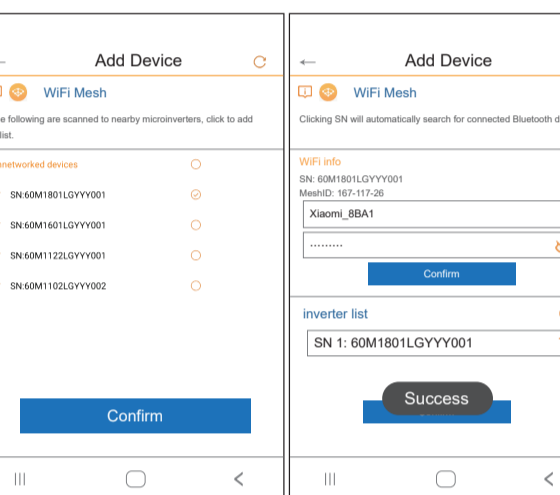 Add Device
WiFi Mesh
following are scanned to nearby microinverters, click to add
list.
networked devices
SN:60M1801LGYYY001
SN:60M1601LGYYY001
SN:60M1122LGYYY001
SN:60M1102LGYYY002
Confirm
Add Device
WiFi Mesh
Clicking SN will automatically search for connected Bluetooth
WiFi info
SN: 60M1801LGYYY001
MeshID: 167-117-26
Xiaomi_8BA1
·········
Confirm
inverter list
SN 1: 60M1801LGYYY001
Success